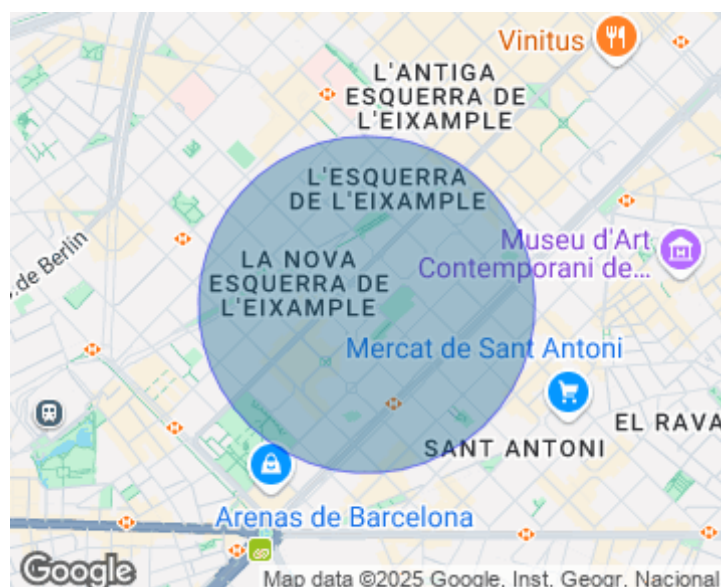 Vinitus
L'ANTIGA
ESQUERRA DE
L'EIXAMPLE
L'ESQUERRA
DE L'EIXAMPLE
Museu d'Art
Contemporani de...
s.de Berlin
LA NOVA
ESQUERRA DE
L'EIXAMPLE
Mercat de Sant Antoni
EL RAVA
SANT ANTONI
Arenas de Barcelona
Google
Map data ©2025 Google, Inst. Geogr. Nacional